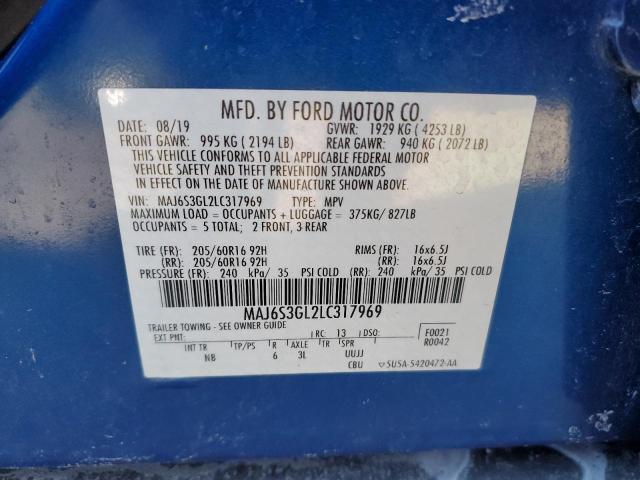 MFD. BY FORD MOTOR CO.
DATE: 08/19 GVWR: 1929 KG ( 4253 LB)
FRONT GAWR: 995 KG ( 2194 LB) REAR GAWR: 940 KG ( 2072 LB)
THIS VEHICLE CONFORMS TO ALL APPLICABLE FEDERAL MOTOR
VEHICLE SAFETY AND THEFT PREVENTION STANDARDS
IN EFFECT ON THE DATE OF MANUFACTURE SHOWN ABOVE.
VIN: MAJ6S3GL2LC317969 TYPE: MPV
MAXIMUM LOAD = OCCUPANTS + LUGGAGE = 375KG/ 827LB
OCCUPANTS = 5 TOTAL; 2 FRONT, 3 REAR
TIRE (FR): 205/60R16 92H RIMS (FR): 16x6.5J
(RR): 205/60R16 92H (RR): 16x6.5J
PRESSURE (FR): 240 kPa/ 35 PSI COLD (RR): 240 kPa/ 35 PSI COLD
MAJ6S3GL2LC317969
TRAILER TOWING - SEE OWNER GUIDE
EXT PNT: RC: 13 DSO: F0021
R0042
INT TR TP/PS R AXLE TR SPR
NB 6 3L UUJJ
CBU 5U5A-5420472-AA